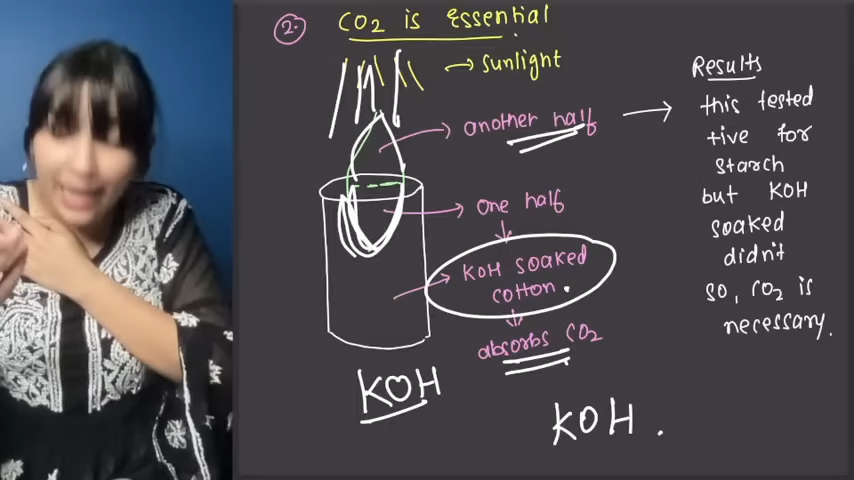 2.
CO2 is essential
→ sunlight
→ another half →
→ one half
→ KOH soaked
cotton.
absorbs CO2
KOH
KOH.
Results
this tested
tive for
starch
but KOH
soaked
didn't
so, CO2 is
necessary.